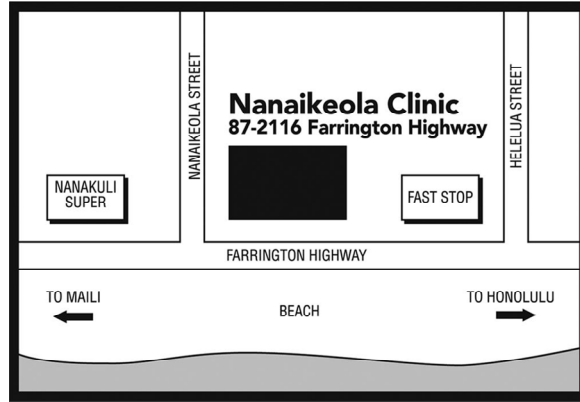 NANAIKEOLA STREET
Nanaikeola Clinic
87-2116 Farrington Highway
HELELUA STREET
NANAKULI
SUPER
FAST STOP
FARRINGTON HIGHWAY
TO MAILI
BEACH
TO HONOLULU